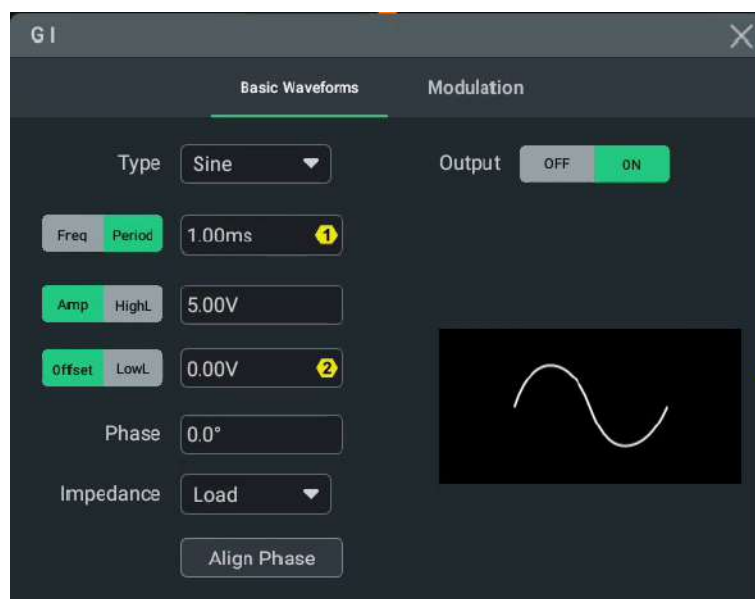 GI
Basic Waveforms Modulation
Type Sine Output OFF ON
Freq Period 1.00ms 1
Amp HighL 5.00V
Offset LowL 0.00V 2
Phase 0.0°
Impedance Load
Align Phase